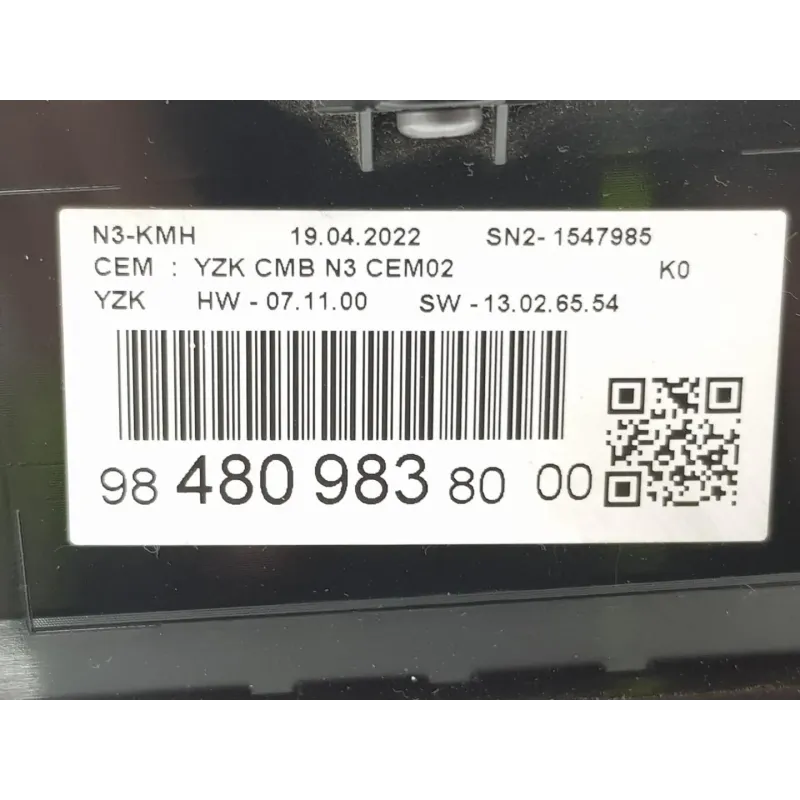 N3-KMH 19.04.2022 SN2- 1547985
CEM : YZK CMB N3 CEM02 K0
YZK HW - 07.11.00 SW -13.02.65.54
98 480 983 80 00